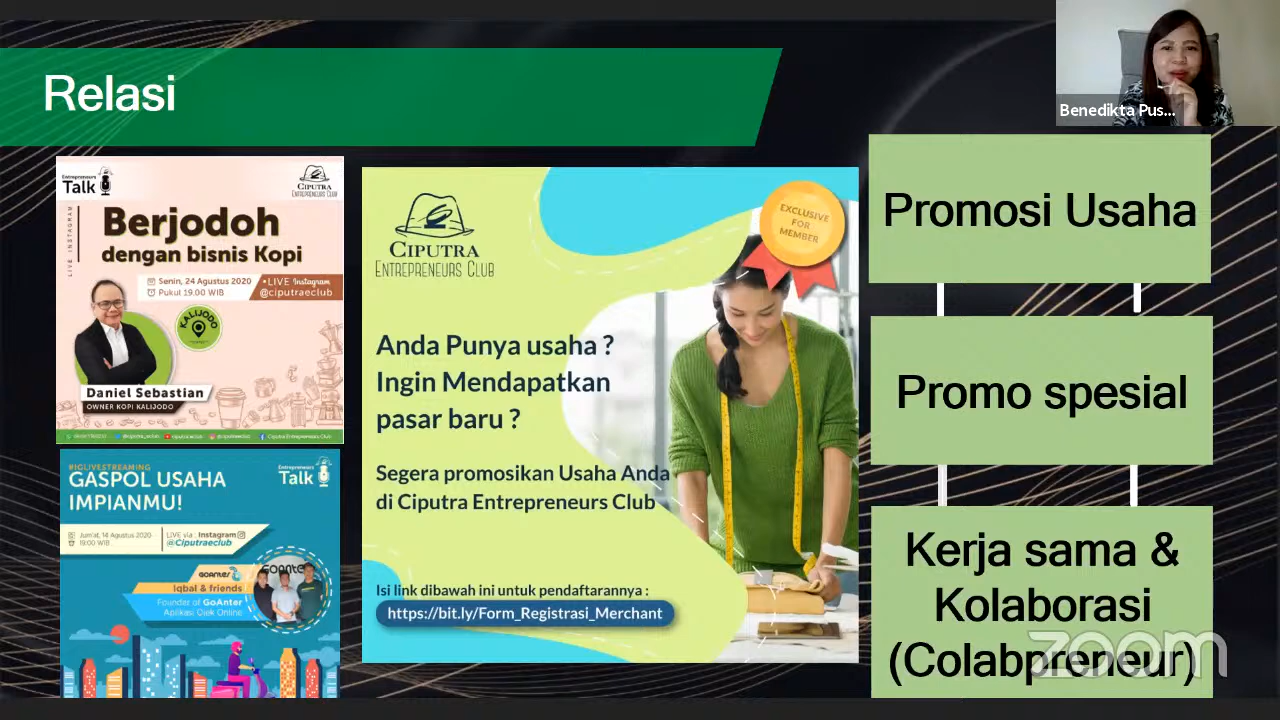 Relasi
Benedikta Pus...
Entrepreneurs
Talk
CIPUTRA
ENTREPRENEURS CLUB
LIVE INSTAGRAM
Berjodoh
dengan bisnis Kopi
Senin, 24 Agustus 2020
Pukul 19.00 WIB
• LIVE Instagram
@ciputraeclub
KALIJODO
Daniel Sebastian
OWNER KOPI KALIJODO
Ciputra Entrepreneurs Club
#IGLIVESTREAMING
GASPOL USAHA
IMPIANMU!
Entrepreneurs
Talk
Jum'at, 14 Agustus 2020
19:00 WIB
LIVE via : Instagram
@Ciputraeclub
GOANTER
Iqbal & friends
Founder of GoAnter
Aplikasi Ojek Online
CIPUTRA
ENTREPRENEURS CLUB
EXCLUSIVE
FOR
MEMBER
Anda Punya usaha ?
Ingin Mendapatkan
pasar baru ?
Segera promosikan Usaha Anda
di Ciputra Entrepreneurs Club
Isi link dibawah ini untuk pendaftarannya :
https://bit.ly/Form_Registrasi_Merchant
Promosi Usaha
Promo spesial
Kerja sama &
Kolaborasi
(Colabpreneur)
zoom